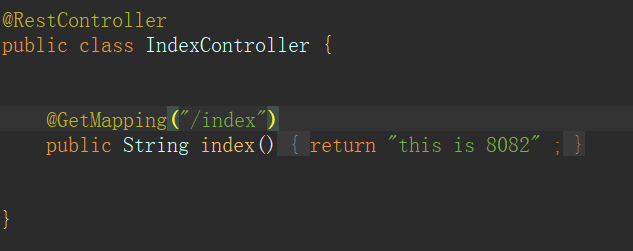 @RestController
public class IndexController {
@GetMapping("/index")
public String index() { return "this is 8082" ; }
}